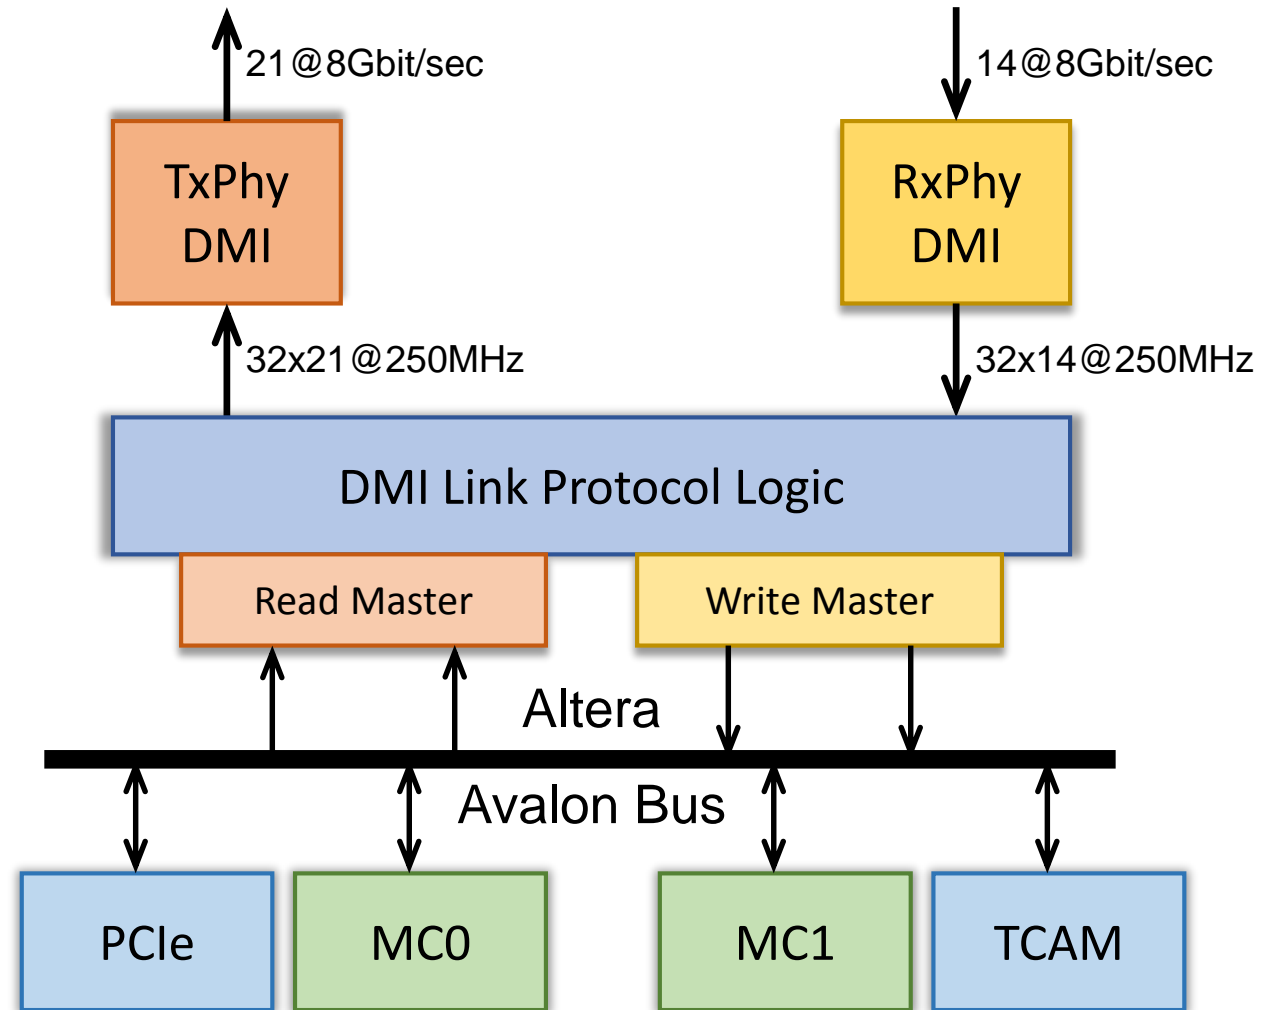 21@8Gbit/sec
14@8Gbit/sec
TxPhy
DMI
RxPhy
DMI
32x21@250MHz
32x14@250MHz
DMI Link Protocol Logic
Read Master
Write Master
Altera
Avalon Bus
PCIe
MC0
MC1
TCAM